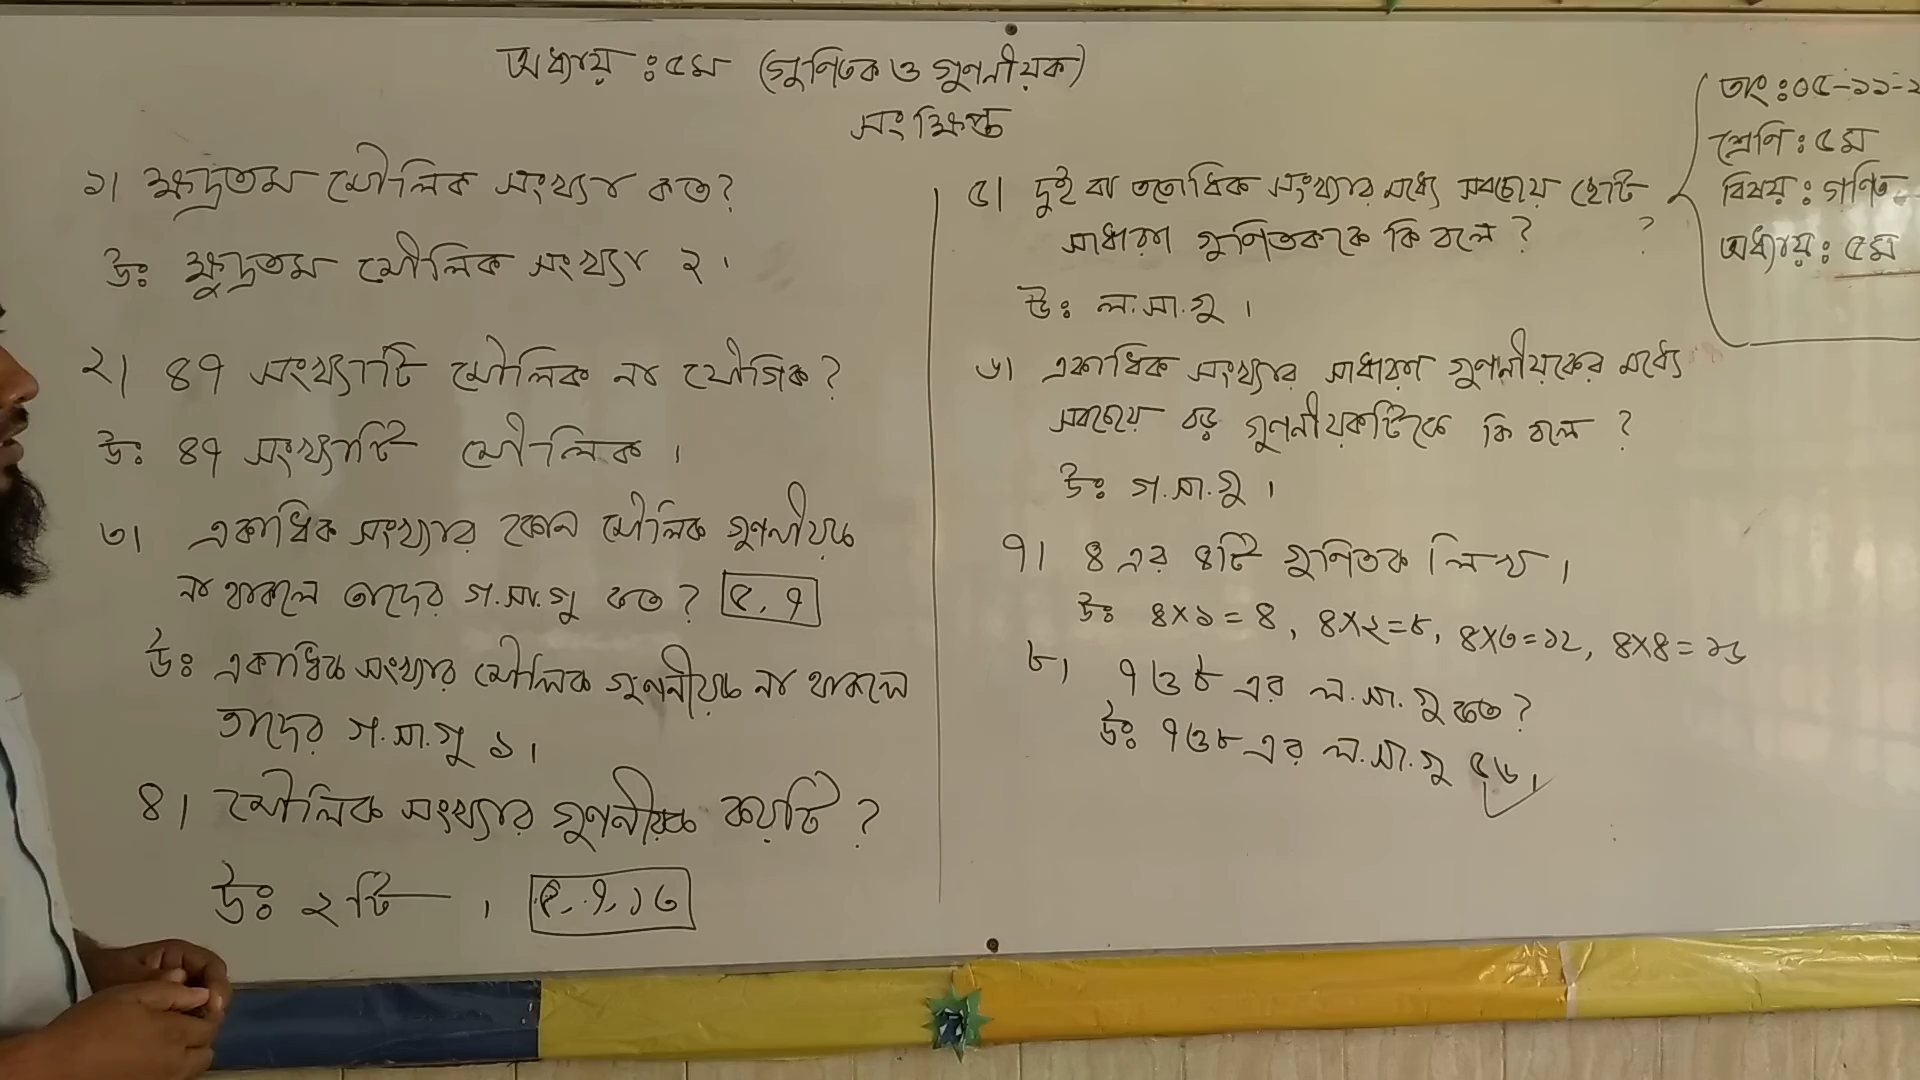 অধ্যায় ঃ ৫ম (গুণিতক ও গুণনীয়ক)
সংক্ষিপ্ত
১। ক্ষুদ্রতম মৌলিক সংখ্যা কত?
উঃ ক্ষুদ্রতম মৌলিক সংখ্যা ২।
২। ৪৭ সংখ্যাটি মৌলিক না যৌগিক?
উঃ ৪৭ সংখ্যাটি মৌলিক।
৩। একাধিক সংখ্যার কোন মৌলিক গুণনীয়ক
না থাকলে তাদের গ.সা.গু কত? ৫, ৭
উঃ একাধিক সংখ্যার মৌলিক গুণনীয়ক না থাকলে
তাদের গ.সা.গু ১।
৪। মৌলিক সংখ্যার গুণনীয়ক কয়টি?
উঃ ২টি। ৫, ৭, ১৩
৫। দুই বা ততোধিক সংখ্যার মধ্যে সবচেয়ে ছোট
সাধারণ গুণিতককে কি বলে? ?
উঃ ল.সা.গু।
৬। একাধিক সংখ্যার সাধারণ গুণনীয়কের মধ্যে
সবচেয়ে বড় গুণনীয়কটিকে কি বলে?
উঃ গ.সা.গু।
৭। ৪ এর ৪টি গুণিতক লিখ।
উঃ ৪×১=৪, ৪×২=৮, ৪×৩=১২, ৪×৪=১৬
৮। ৭ ও ৮ এর ল.সা.গু কত?
উঃ ৭ ও ৮ এর ল.সা.গু ৫৬।
তাং ঃ ০৫-১১-২
শ্রেণি ঃ ৫ম
বিষয় ঃ গণিত
অধ্যায় ঃ ৫ম